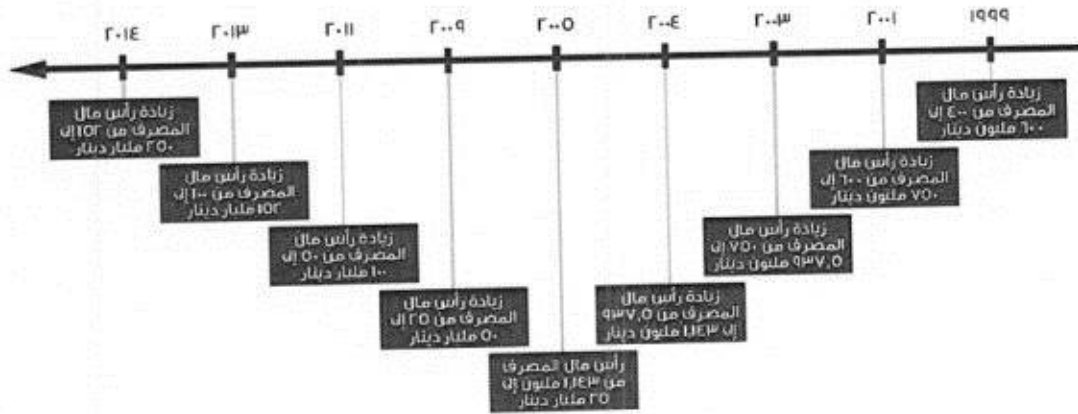 ١٩٩٩
٢٠٠١
٢٠٠٣
٢٠٠٤
٢٠٠٥
٢٠٠٩
٢٠١١
٢٠١٣
٢٠١٤
زيادة رأس مال
المصرف من ٤٠٠ إلى
٦٠٠ مليون دينار
زيادة رأس مال
المصرف من ٦٠٠ إلى
٧٥٠ مليون دينار
زيادة رأس مال
المصرف من ٧٥٠ إلى
٩٣٧,٥ مليون دينار
زيادة رأس مال
المصرف من ٩٣٧,٥
إلى ١,١٤٣ مليون دينار
رأس مال المصرف
من ١,١٤٣ مليون إلى
٢٥ مليار دينار
زيادة رأس مال
المصرف من ٢٥ إلى
٥٠ مليار دينار
زيادة رأس مال
المصرف من ٥٠ إلى
١٠٠ مليار دينار
زيادة رأس مال
المصرف من ١٠٠ إلى
١٥٢ مليار دينار
زيادة رأس مال
المصرف من ١٥٢ إلى
٢٥٠ مليار دينار